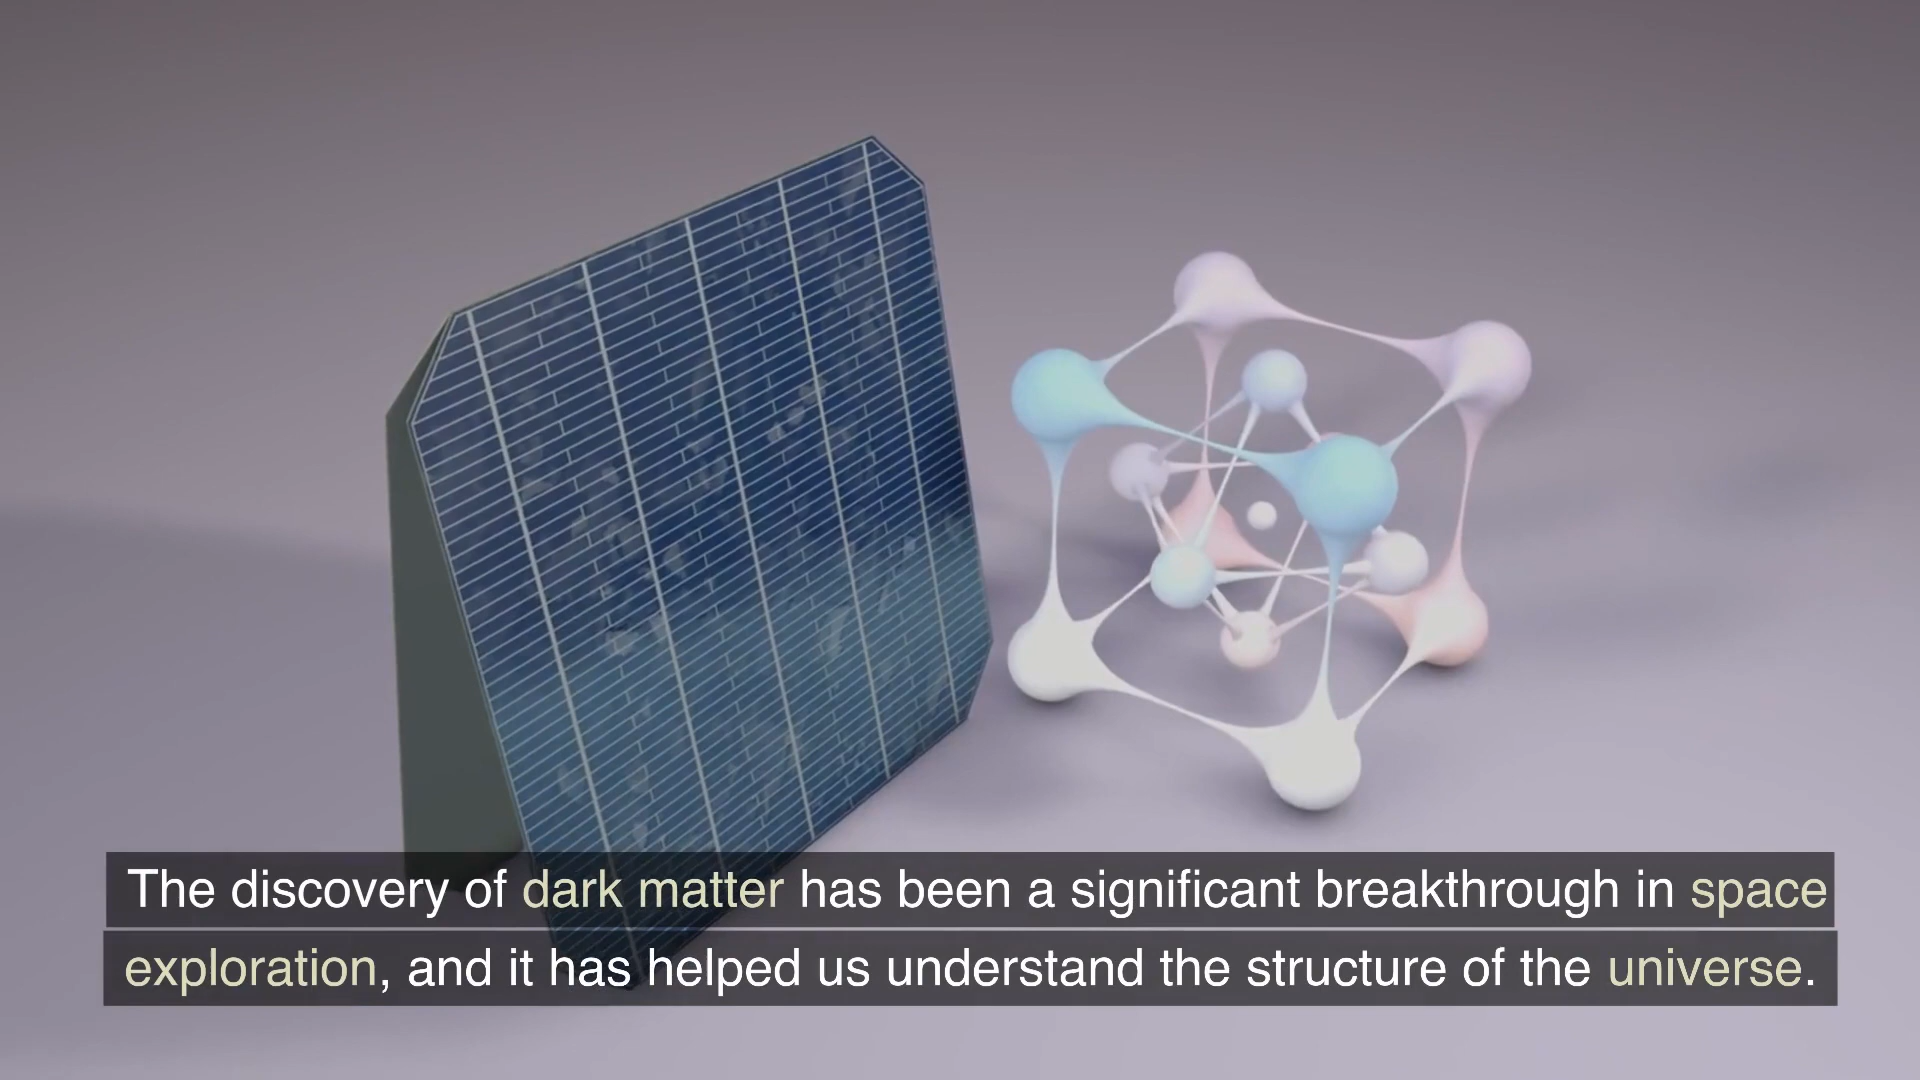 The discovery of dark matter has been a significant breakthrough in space
exploration, and it has helped us understand the structure of the universe.